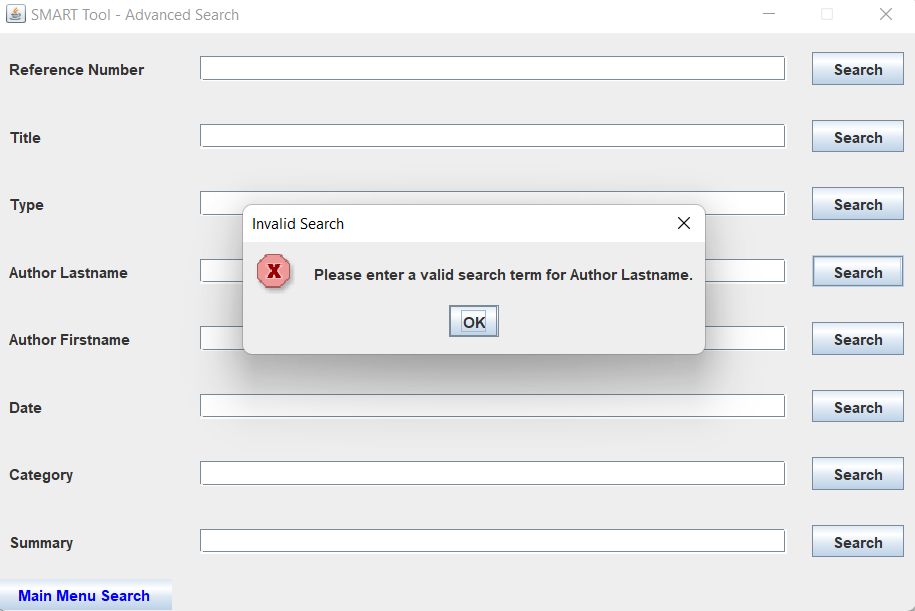 SMART Tool - Advanced Search
Reference Number Search
Title Search
Type Search
Invalid Search
Author Lastname Search
Please enter a valid search term for Author Lastname.
OK
Author Firstname Search
Date Search
Category Search
Summary Search
Main Menu Search